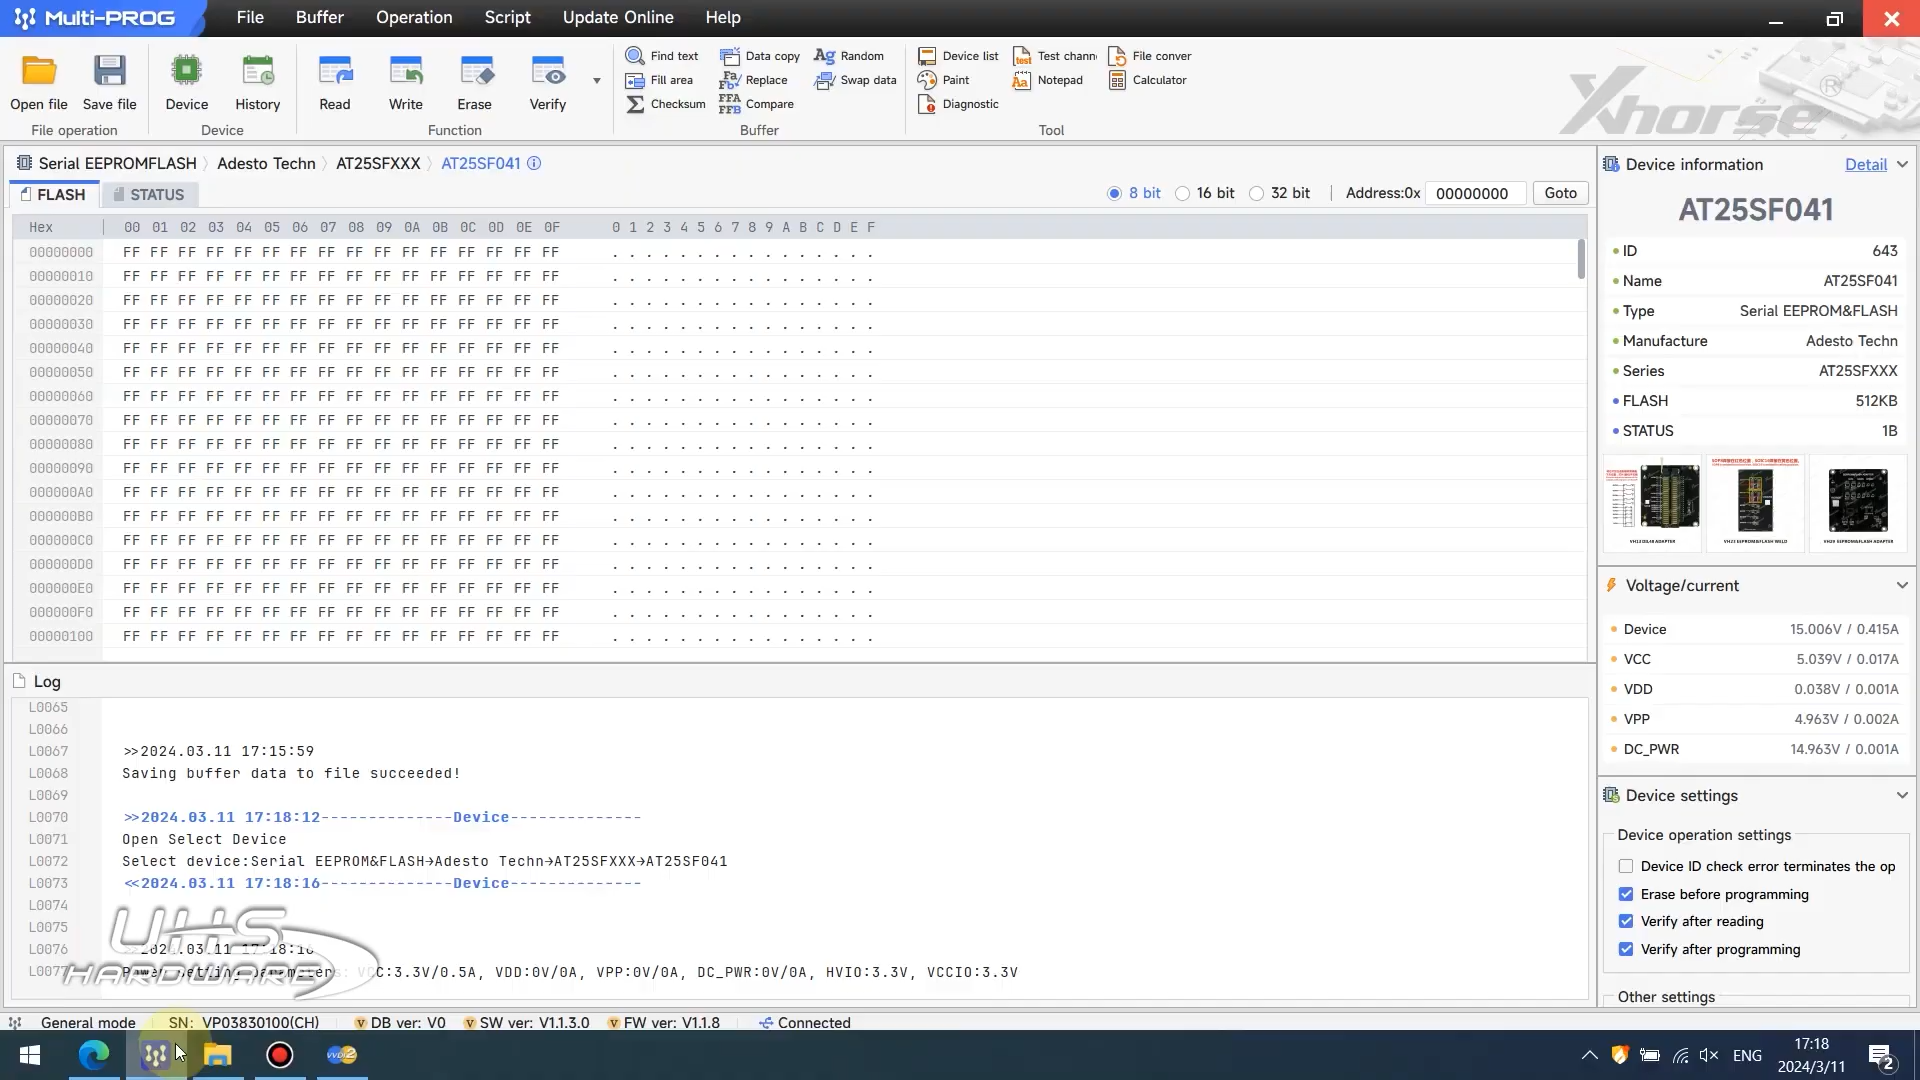 Multi-PROG File Buffer Operation Script Update Online Help
Open file Save file Device History Read Write Erase Verify
Find text Data copy Random Device list Test chann File conver
Fill area Replace Swap data Paint Notepad Calculator
Checksum Compare Diagnostic
File operation Device Function Buffer Tool
Xhorse®
Serial EEPROMFLASH Adesto Techn AT25SFXXX AT25SF041
FLASH STATUS 8 bit 16 bit 32 bit Address:0x 00000000 Goto
Hex 00 01 02 03 04 05 06 07 08 09 0A 0B 0C 0D 0E 0F 0 1 2 3 4 5 6 7 8 9 A B C D E F
00000000 FF FF FF FF FF FF FF FF FF FF FF FF FF FF FF FF . . . . . . . . . . . . . . . .
00000010 FF FF FF FF FF FF FF FF FF FF FF FF FF FF FF FF . . . . . . . . . . . . . . . .
00000020 FF FF FF FF FF FF FF FF FF FF FF FF FF FF FF FF . . . . . . . . . . . . . . . .
00000030 FF FF FF FF FF FF FF FF FF FF FF FF FF FF FF FF . . . . . . . . . . . . . . . .
00000040 FF FF FF FF FF FF FF FF FF FF FF FF FF FF FF FF . . . . . . . . . . . . . . . .
00000050 FF FF FF FF FF FF FF FF FF FF FF FF FF FF FF FF . . . . . . . . . . . . . . . .
00000060 FF FF FF FF FF FF FF FF FF FF FF FF FF FF FF FF . . . . . . . . . . . . . . . .
00000070 FF FF FF FF FF FF FF FF FF FF FF FF FF FF FF FF . . . . . . . . . . . . . . . .
00000080 FF FF FF FF FF FF FF FF FF FF FF FF FF FF FF FF . . . . . . . . . . . . . . . .
00000090 FF FF FF FF FF FF FF FF FF FF FF FF FF FF FF FF . . . . . . . . . . . . . . . .
000000A0 FF FF FF FF FF FF FF FF FF FF FF FF FF FF FF FF . . . . . . . . . . . . . . . .
000000B0 FF FF FF FF FF FF FF FF FF FF FF FF FF FF FF FF . . . . . . . . . . . . . . . .
000000C0 FF FF FF FF FF FF FF FF FF FF FF FF FF FF FF FF . . . . . . . . . . . . . . . .
000000D0 FF FF FF FF FF FF FF FF FF FF FF FF FF FF FF FF . . . . . . . . . . . . . . . .
000000E0 FF FF FF FF FF FF FF FF FF FF FF FF FF FF FF FF . . . . . . . . . . . . . . . .
000000F0 FF FF FF FF FF FF FF FF FF FF FF FF FF FF FF FF . . . . . . . . . . . . . . . .
00000100 FF FF FF FF FF FF FF FF FF FF FF FF FF FF FF FF . . . . . . . . . . . . . . . .
Log
L0065
L0066
L0067 >>2024.03.11 17:15:59
L0068 Saving buffer data to file succeeded!
L0069
L0070 >>2024.03.11 17:18:12--------------Device--------------
L0071 Open Select Device
L0072 Select device:Serial EEPROM&FLASH→Adesto Techn→AT25SFXXX→AT25SF041
L0073 <<2024.03.11 17:18:16--------------Device--------------
L0074
L0075
L0076 >>2024.03.11 17:18:16
L0077 Power setting parameters: VCC:3.3V/0.5A, VDD:0V/0A, VPP:0V/0A, DC_PWR:0V/0A, HVIO:3.3V, VCCIO:3.3V
UHS
HARDWARE
Device information Detail
AT25SF041
ID 643
Name AT25SF041
Type Serial EEPROM&FLASH
Manufacture Adesto Techn
Series AT25SFXXX
FLASH 512KB
STATUS 1B
Voltage/current
Device 15.006V / 0.415A
VCC 5.039V / 0.017A
VDD 0.038V / 0.001A
VPP 4.963V / 0.002A
DC_PWR 14.963V / 0.001A
Device settings
Device operation settings
Device ID check error terminates the op
Erase before programming
Verify after reading
Verify after programming
Other settings
General mode SN: VP03830100(CH) DB ver: V0 SW ver: V1.1.3.0 FW ver: V1.1.8 Connected
ENG 17:18
2024/3/11 2